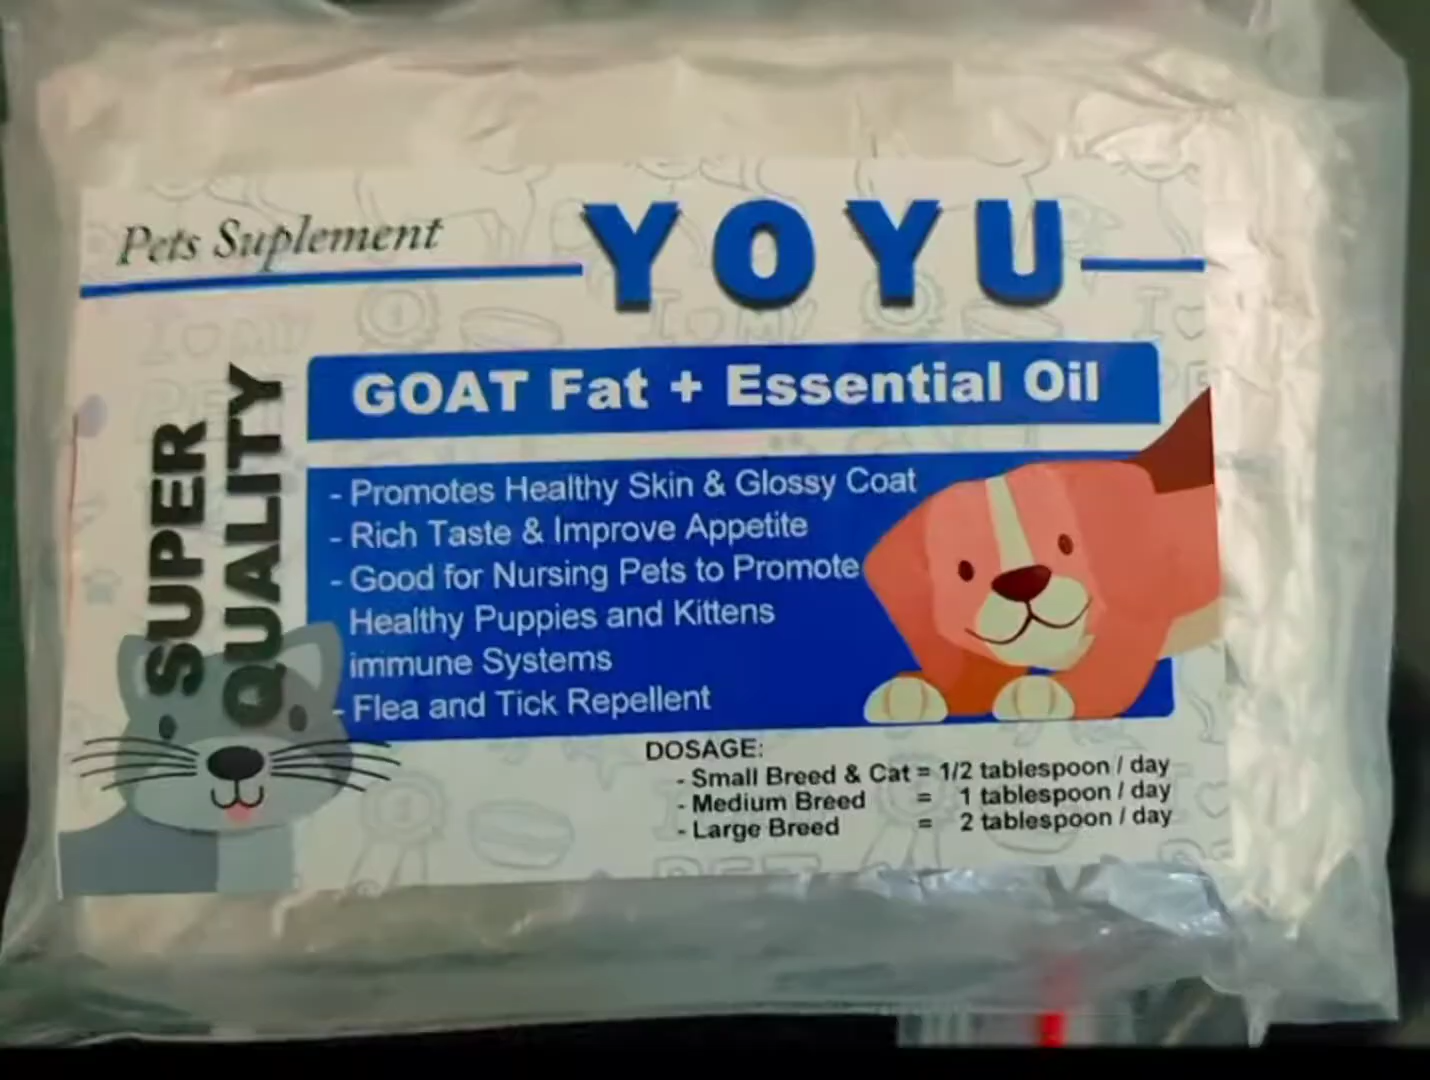 Pets Suplement
YOYU
SUPER
QUALITY
GOAT Fat + Essential Oil
- Promotes Healthy Skin & Glossy Coat
- Rich Taste & Improve Appetite
- Good for Nursing Pets to Promote
Healthy Puppies and Kittens
immune Systems
- Flea and Tick Repellent
DOSAGE:
- Small Breed & Cat = 1/2 tablespoon / day
- Medium Breed = 1 tablespoon / day
- Large Breed = 2 tablespoon / day